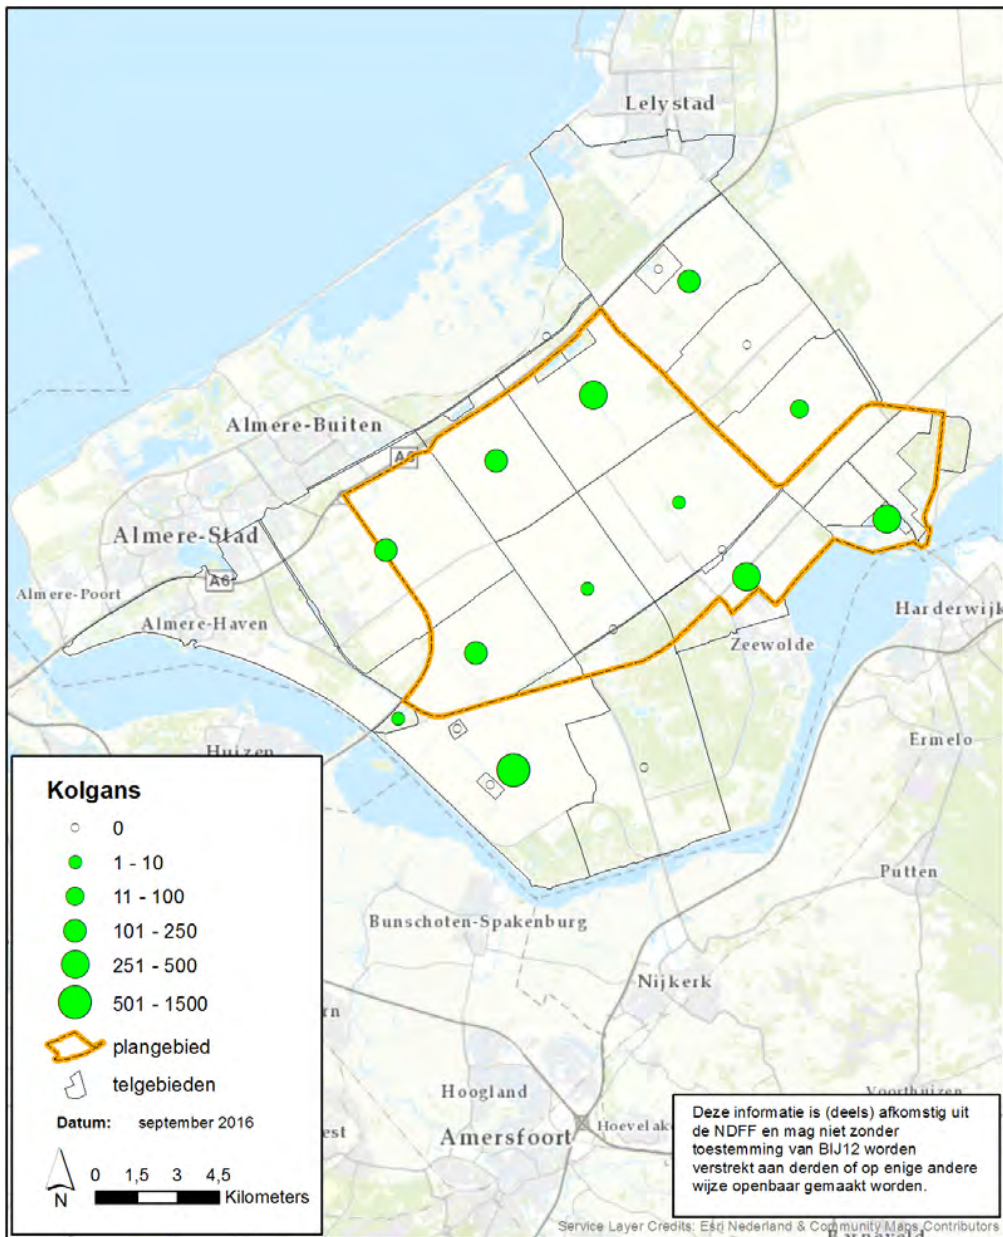 Lelystad
Almere-Buiten
A6
Almere-Stad
A6
Almere-Poort
Almere-Haven
Harderwijk
Zeewolde
Huizen
Ermelo
Putten
Bunschoten-Spakenburg
Nijkerk
Hoogland
Voorthuizen
Amersfoort
Kolgans
0
1 - 10
11 - 100
101 - 250
251 - 500
501 - 1500
plangebied
telgebieden
Datum: september 2016
N
0 1,5 3 4,5
Kilometers
Deze informatie is (deels) afkomstig uit
de NDFF en mag niet zonder
toestemming van BIJ12 worden
verstrekt aan derden of op enige andere
wijze openbaar gemaakt worden.
Service Layer Credits: Esri Nederland & Community Maps Contributors